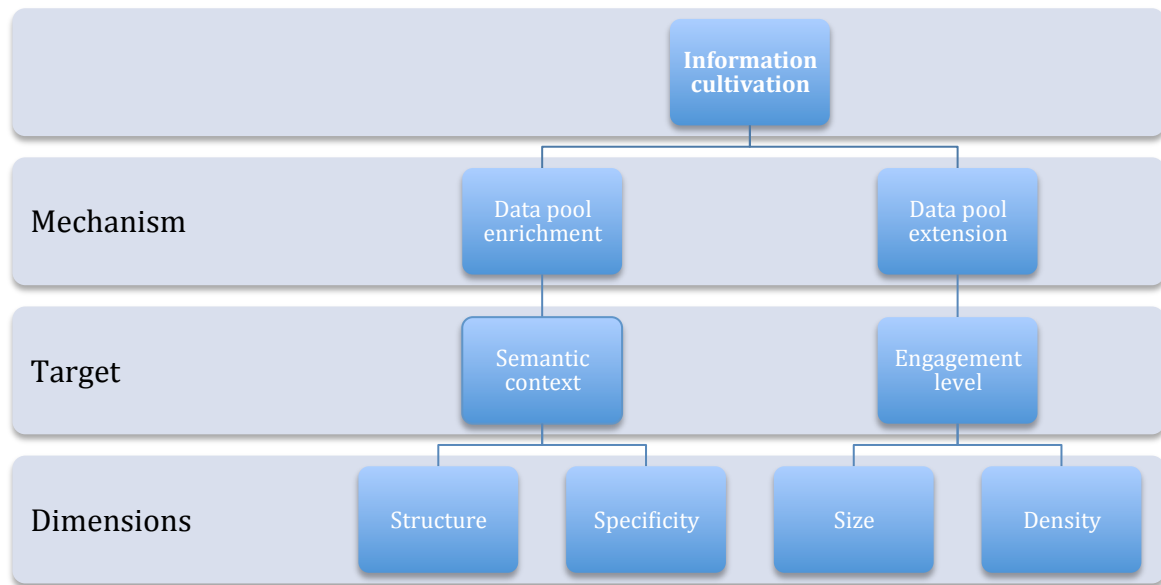 Information
cultivation
Mechanism
Data pool
enrichment
Data pool
extension
Target
Semantic
context
Engagement
level
Dimensions
Structure
Specificity
Size
Density